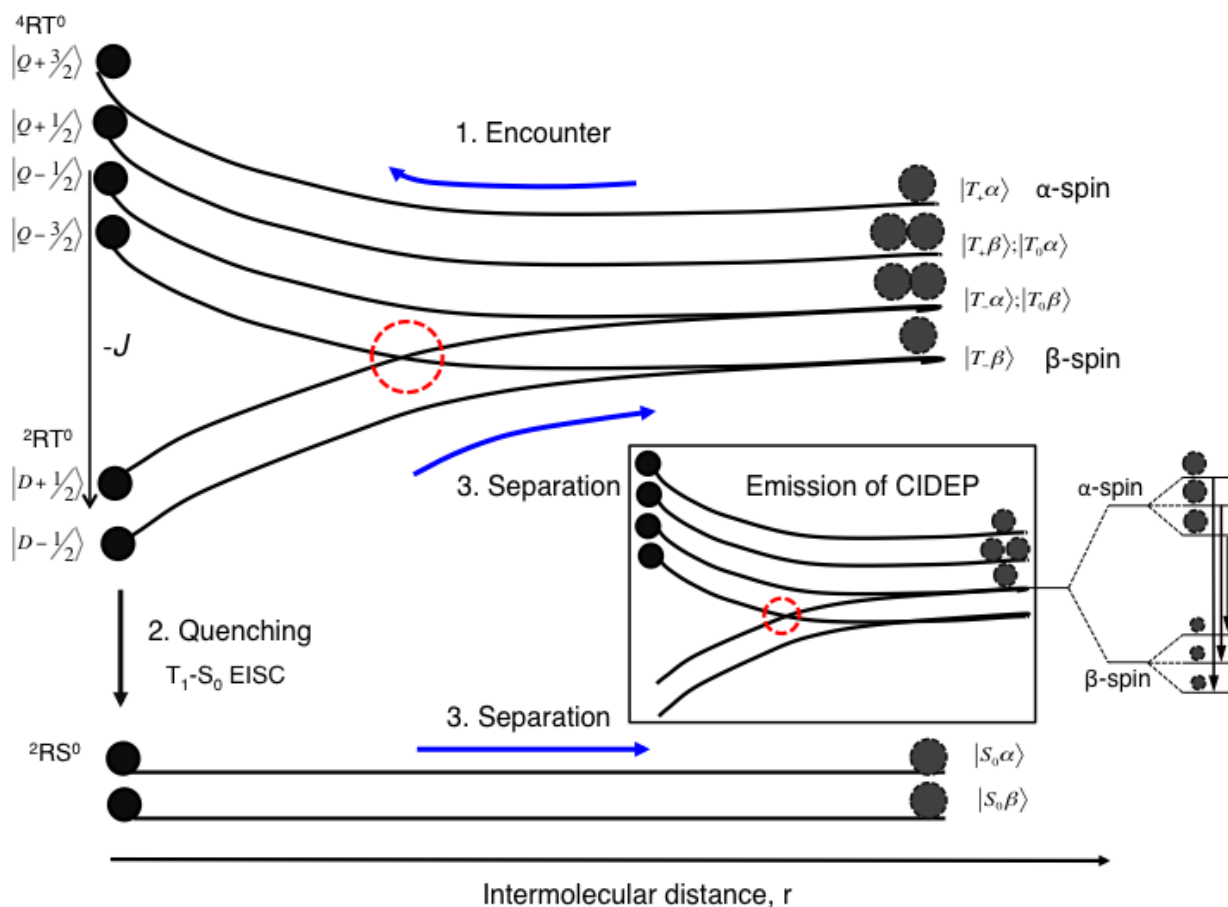 ⁴RT⁰
|Q+3/2⟩
1. Encounter
|Q+1/2⟩
|Q−1/2⟩
|T₊α⟩ α-spin
|Q−3/2⟩
|T₊β⟩;|T₀α⟩
|T₋α⟩;|T₀β⟩
-J
|T₋β⟩ β-spin
²RT⁰
|D+1/2⟩
3. Separation
Emission of CIDEP
α-spin
|D−1/2⟩
2. Quenching
T₁-S₀ EISC
β-spin
3. Separation
²RS⁰
|S₀α⟩
|S₀β⟩
Intermolecular distance, r